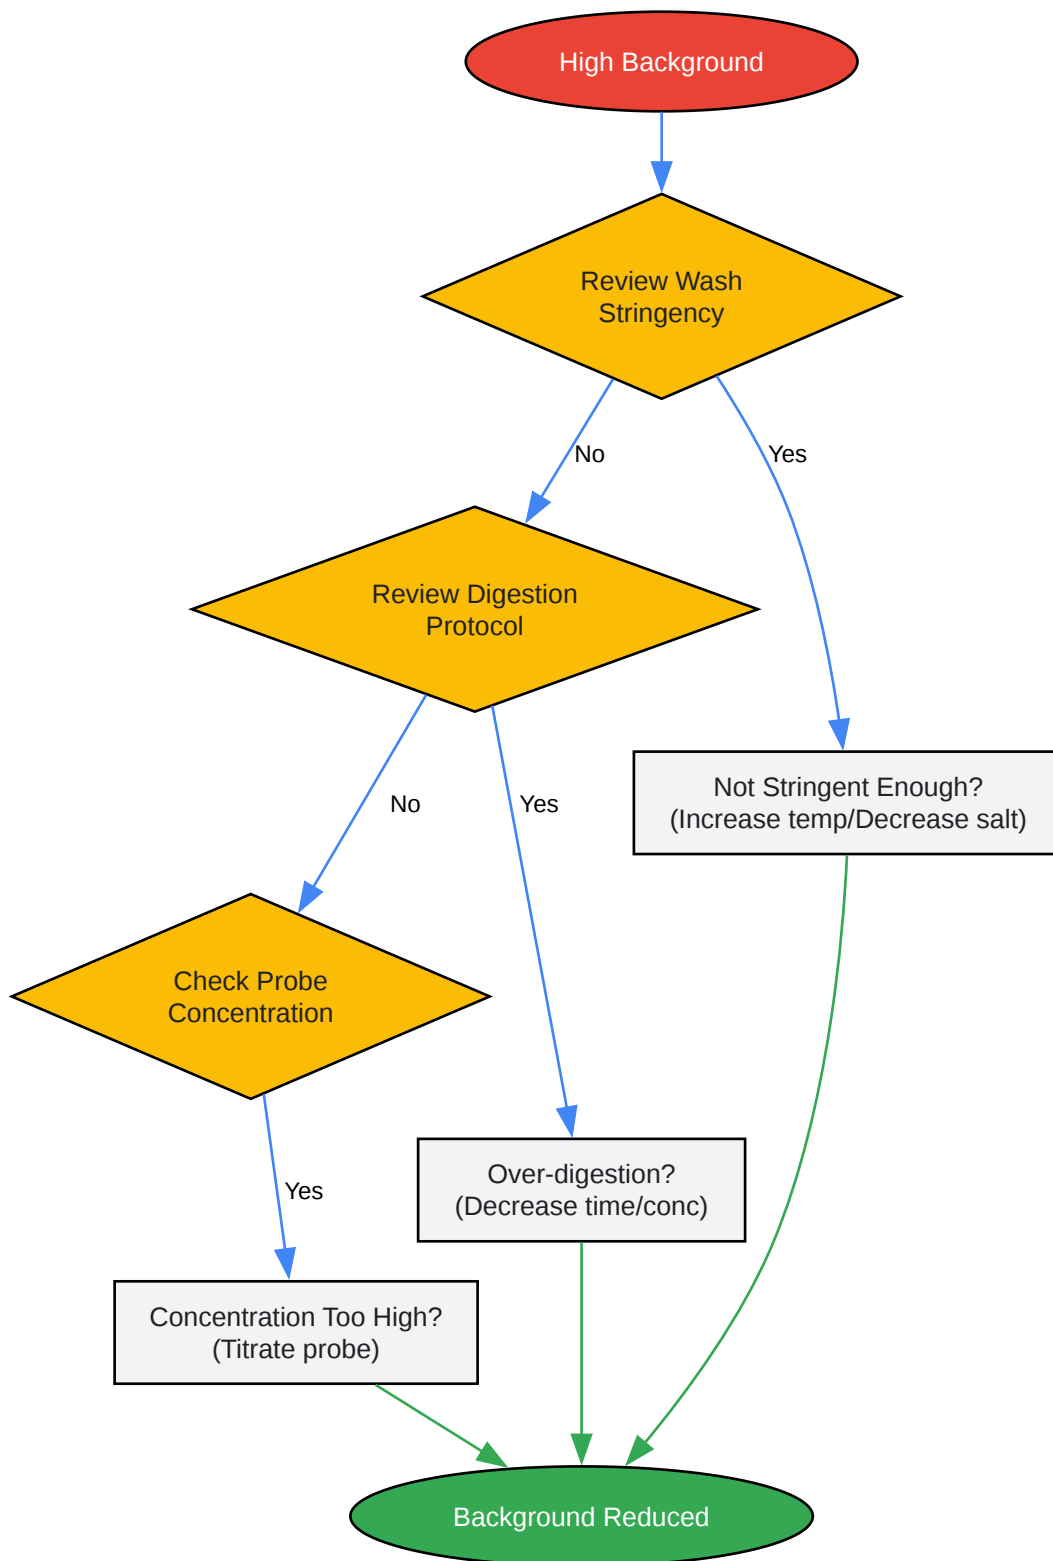 High Background
Review Wash
Stringency
No
Yes
Review Digestion
Protocol
No
Yes
Not Stringent Enough?
(Increase temp/Decrease salt)
Check Probe
Concentration
Yes
Over-digestion?
(Decrease time/conc)
Concentration Too High?
(Titrate probe)
Background Reduced